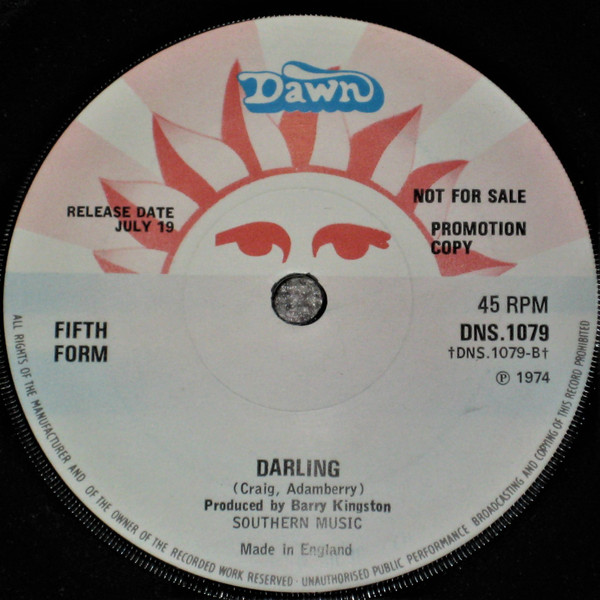 Dawn
NOT FOR SALE
RELEASE DATE
JULY 19
PROMOTION
COPY
45 RPM
FIFTH
FORM
DNS.1079
†DNS.1079-B†
℗ 1974
DARLING
(Craig, Adamberry)
Produced by Barry Kingston
SOUTHERN MUSIC
Made in England
ALL RIGHTS OF THE MANUFACTURER AND OF THE OWNER OF THE RECORDED WORK RESERVED · UNAUTHORISED PUBLIC PERFORMANCE BROADCASTING AND COPYING OF THIS RECORD PROHIBITED